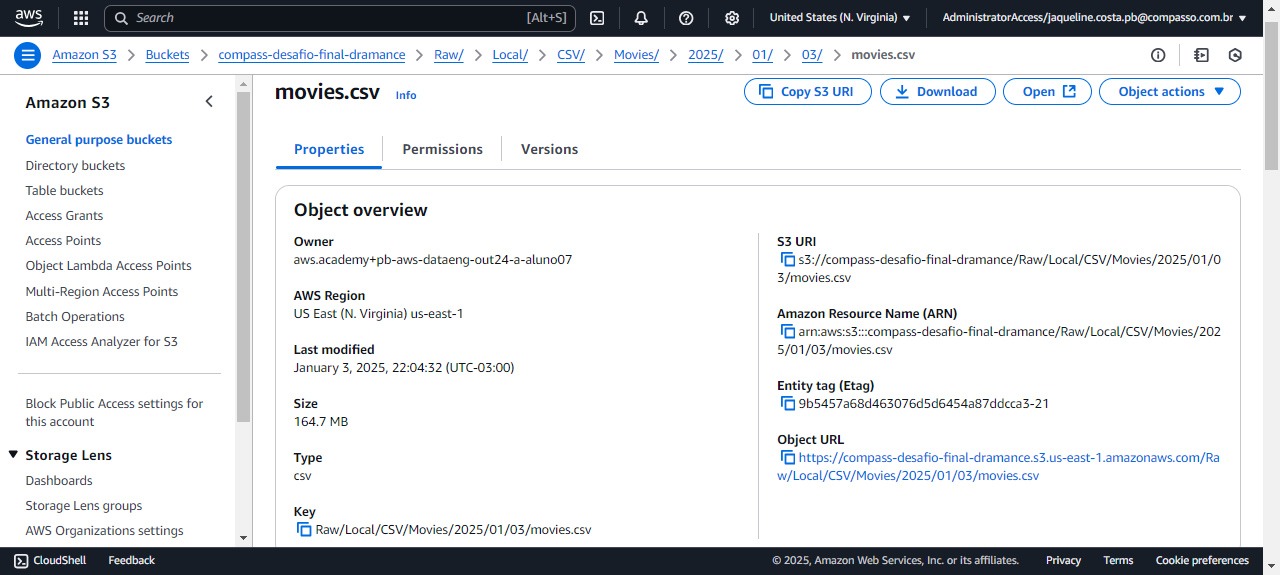 aws
Search [Alt+S]
United States (N. Virginia)
AdministratorAccess/jaqueline.costa.pb@compasso.com.br
Amazon S3 > Buckets > compass-desafio-final-dramance > Raw/ > Local/ > CSV/ > Movies/ > 2025/ > 01/ > 03/ > movies.csv
Amazon S3
General purpose buckets
Directory buckets
Table buckets
Access Grants
Access Points
Object Lambda Access Points
Multi-Region Access Points
Batch Operations
IAM Access Analyzer for S3
Block Public Access settings for
this account
Storage Lens
Dashboards
Storage Lens groups
AWS Organizations settings
movies.csv Info
Copy S3 URI
Download
Open
Object actions
Properties
Permissions
Versions
Object overview
Owner
aws.academy+pb-aws-dataeng-out24-a-aluno07
AWS Region
US East (N. Virginia) us-east-1
Last modified
January 3, 2025, 22:04:32 (UTC-03:00)
Size
164.7 MB
Type
csv
Key
Raw/Local/CSV/Movies/2025/01/03/movies.csv
S3 URI
s3://compass-desafio-final-dramance/Raw/Local/CSV/Movies/2025/01/0
3/movies.csv
Amazon Resource Name (ARN)
arn:aws:s3:::compass-desafio-final-dramance/Raw/Local/CSV/Movies/202
5/01/03/movies.csv
Entity tag (Etag)
9b5457a68d463076d5d6454a87ddcca3-21
Object URL
https://compass-desafio-final-dramance.s3.us-east-1.amazonaws.com/Ra
w/Local/CSV/Movies/2025/01/03/movies.csv
CloudShell
Feedback
© 2025, Amazon Web Services, Inc. or its affiliates.
Privacy
Terms
Cookie preferences